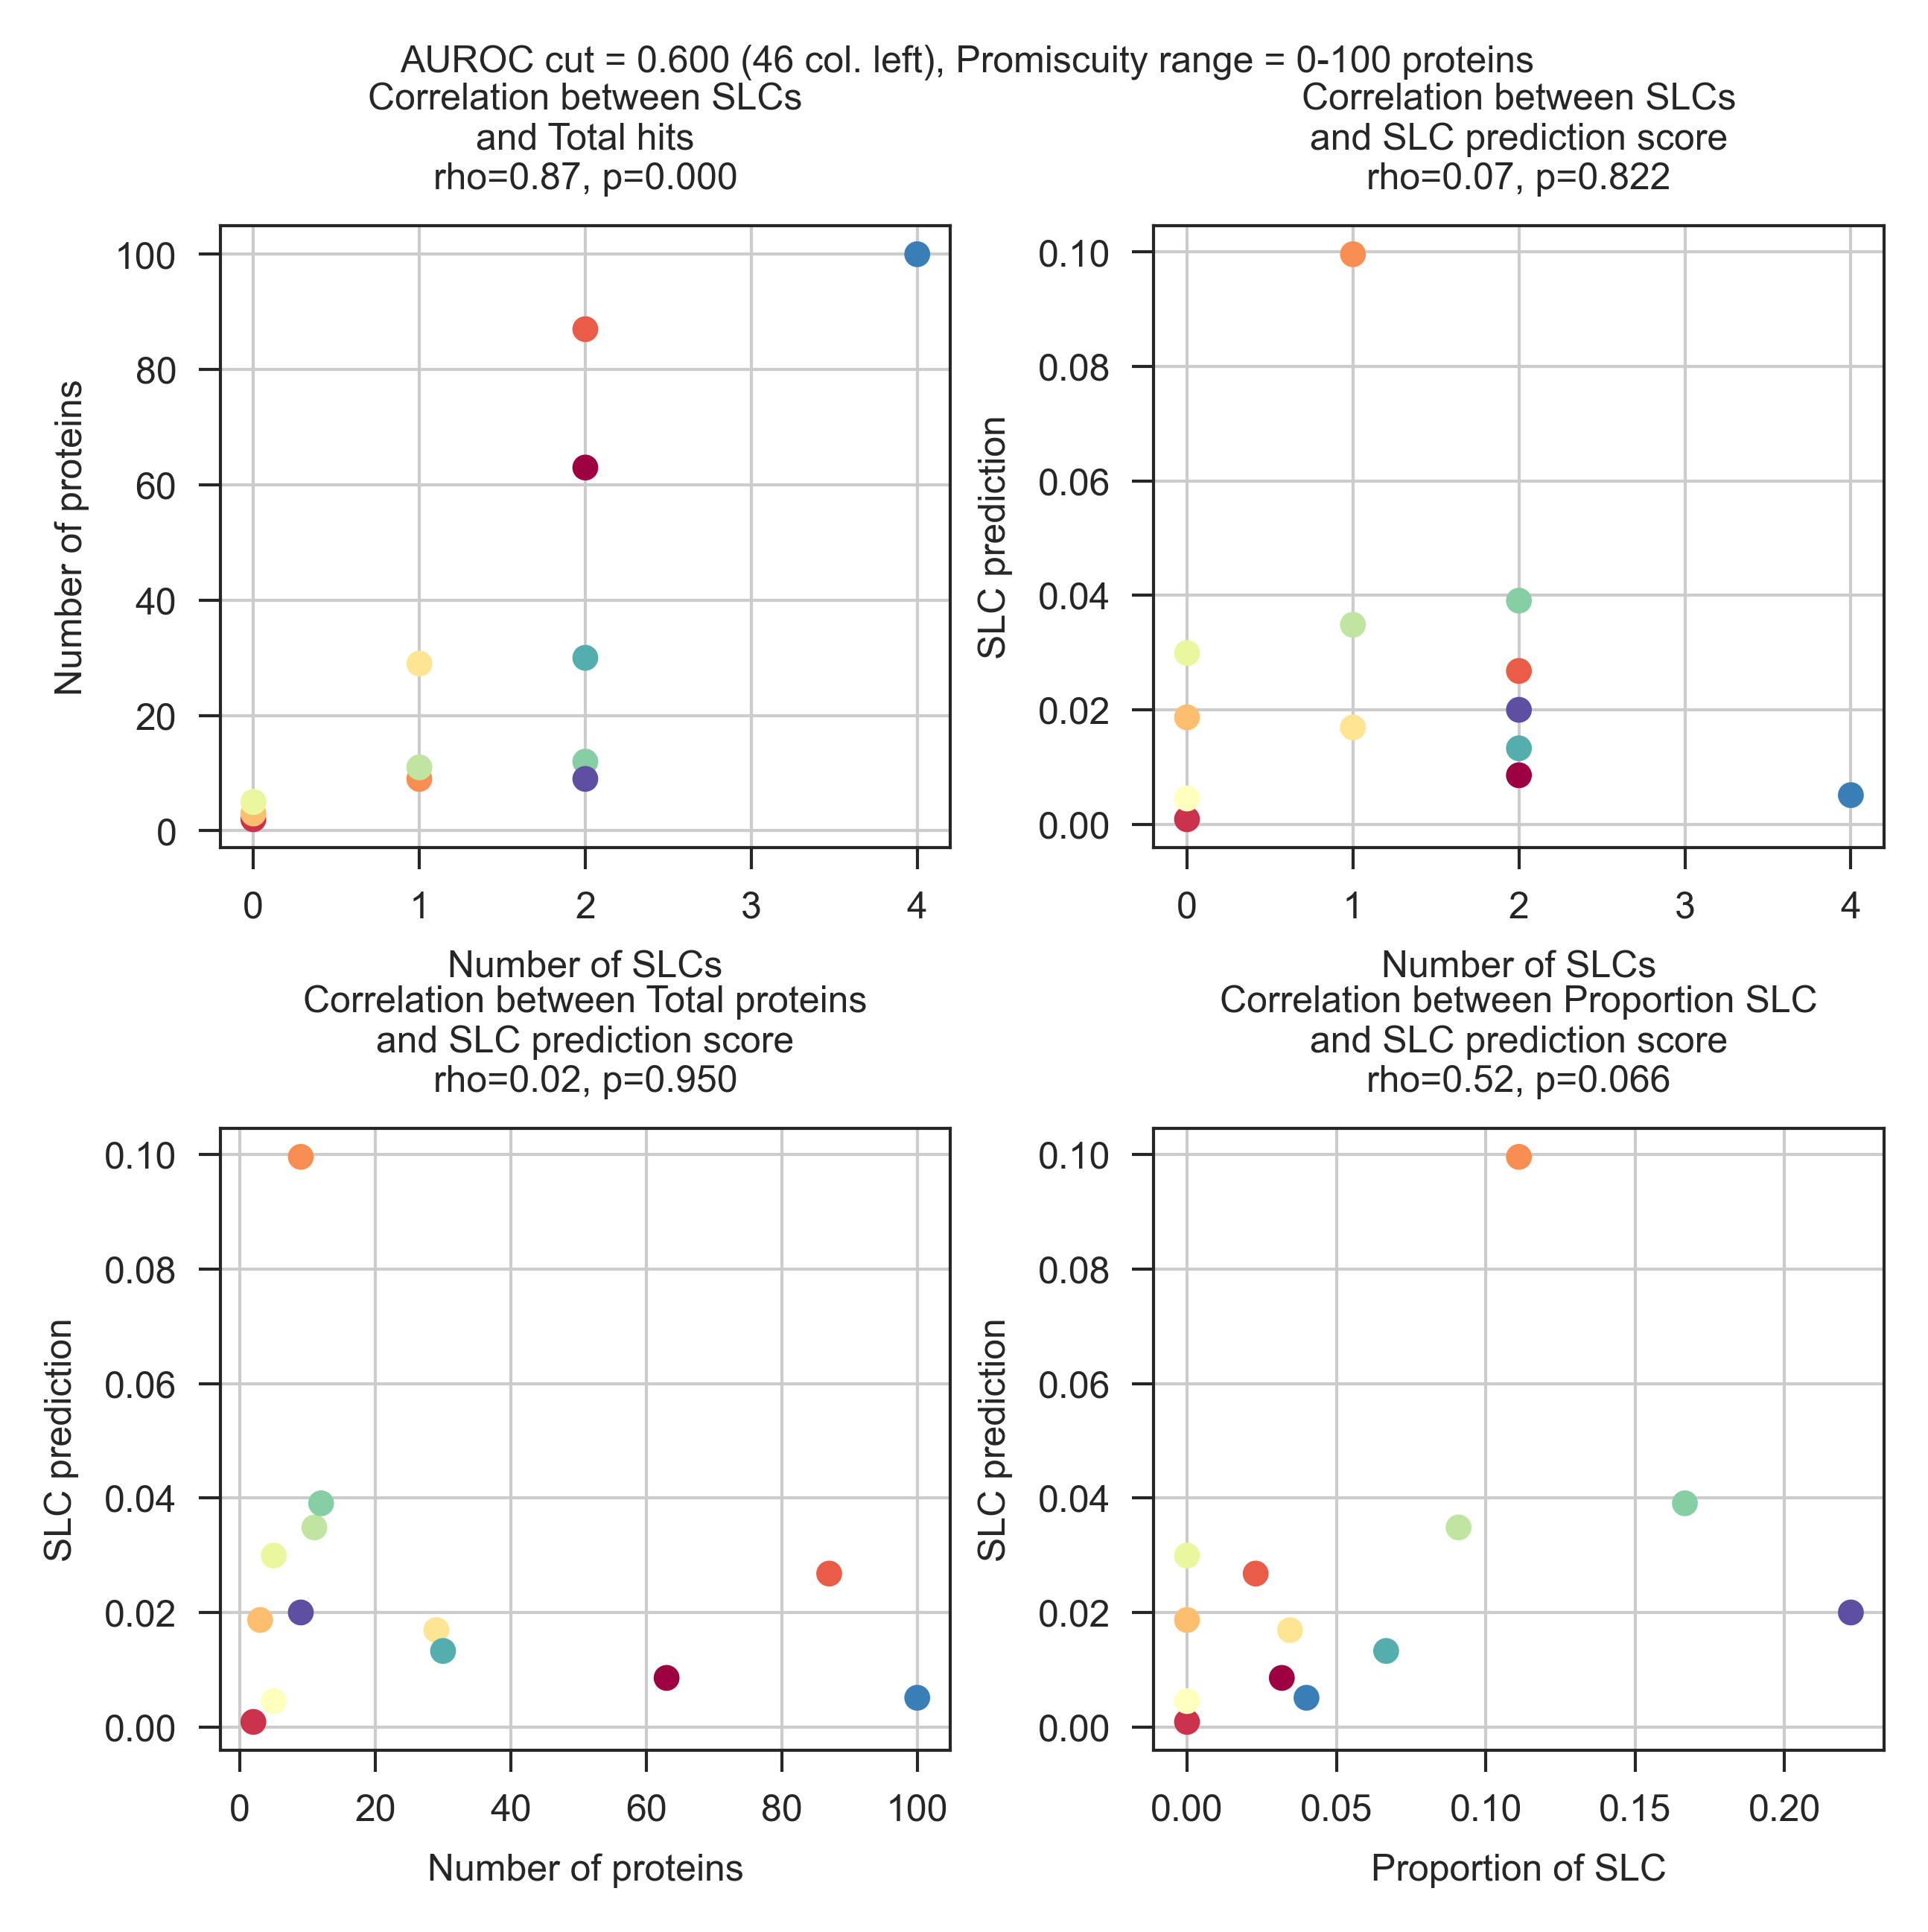 AUROC cut = 0.600 (46 col. left), Promiscuity range = 0-100 proteins
Correlation between SLCs
and Total hits
rho=0.87, p=0.000
100
80
60
40
20
0
Number of proteins
0 1 2 3 4
Number of SLCs
Correlation between SLCs
and SLC prediction score
rho=0.07, p=0.822
0.10
0.08
0.06
0.04
0.02
0.00
SLC prediction
0 1 2 3 4
Number of SLCs
Correlation between Total proteins
and SLC prediction score
rho=0.02, p=0.950
0.10
0.08
0.06
0.04
0.02
0.00
SLC prediction
0 20 40 60 80 100
Number of proteins
Correlation between Proportion SLC
and SLC prediction score
rho=0.52, p=0.066
0.10
0.08
0.06
0.04
0.02
0.00
SLC prediction
0.00 0.05 0.10 0.15 0.20
Proportion of SLC